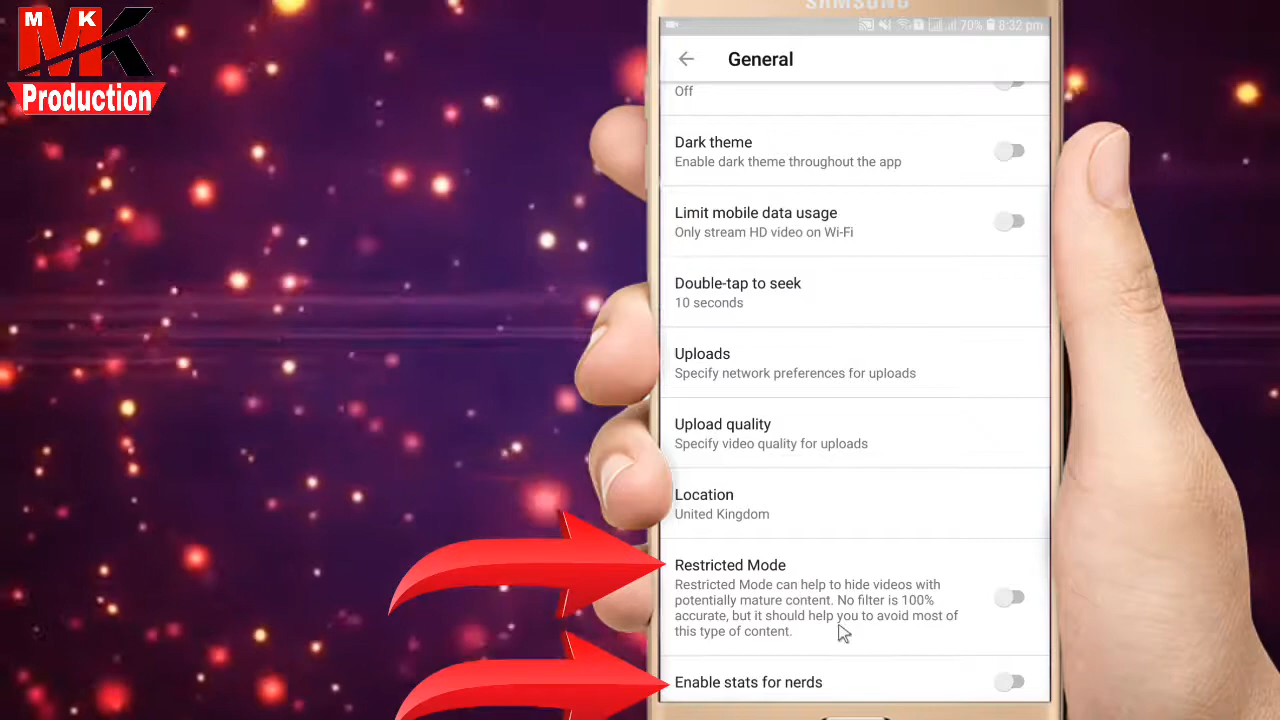 M K
MK
Production
SAMSUNG
70% 8:32 pm
General
Off
Dark theme
Enable dark theme throughout the app
Limit mobile data usage
Only stream HD video on Wi-Fi
Double-tap to seek
10 seconds
Uploads
Specify network preferences for uploads
Upload quality
Specify video quality for uploads
Location
United Kingdom
Restricted Mode
Restricted Mode can help to hide videos with
potentially mature content. No filter is 100%
accurate, but it should help you to avoid most of
this type of content.
Enable stats for nerds